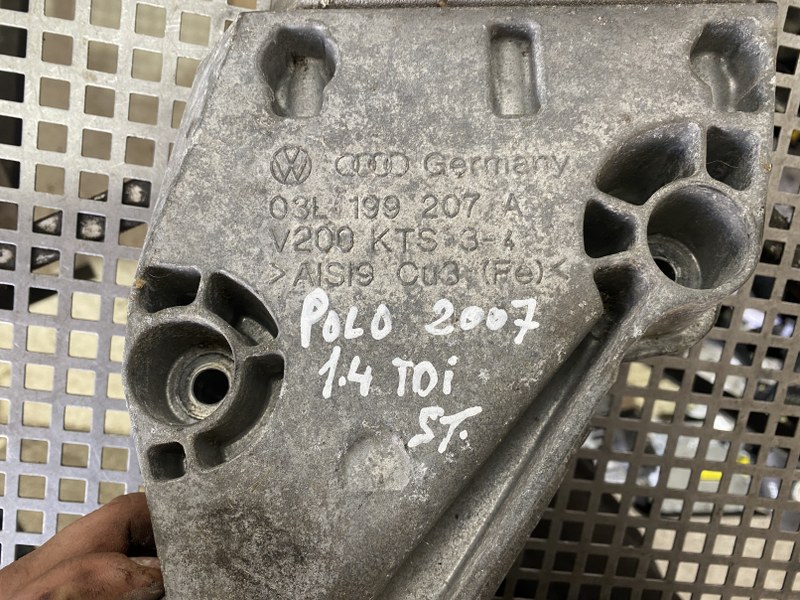 Germany
03L 199 207 A
V200 KTS 3-4
>AlSi9 Cu3 (Fe)<
POLO 2007
1.4 TDi
ST.